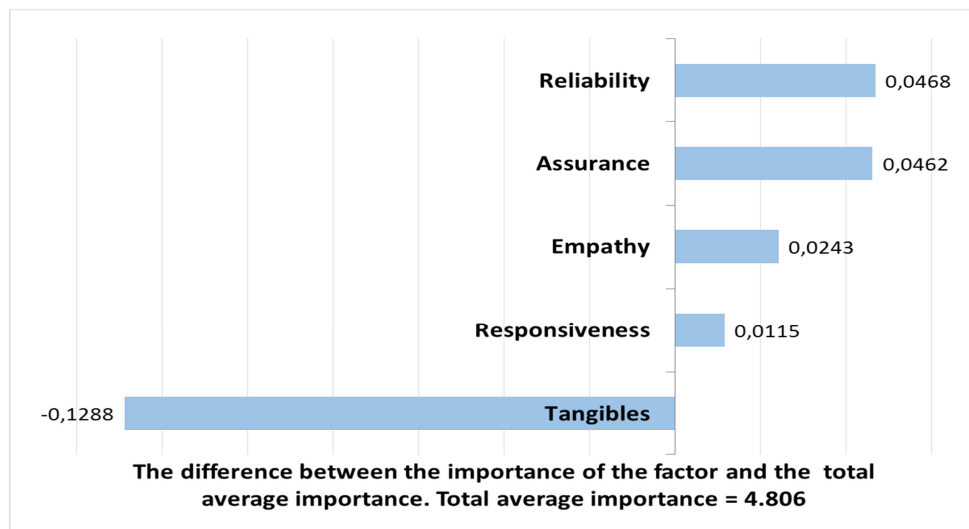 Reliability
0,0468
Assurance
0,0462
Empathy
0,0243
Responsiveness
0,0115
-0,1288
Tangibles
The difference between the importance of the factor and the total
average importance. Total average importance = 4.806